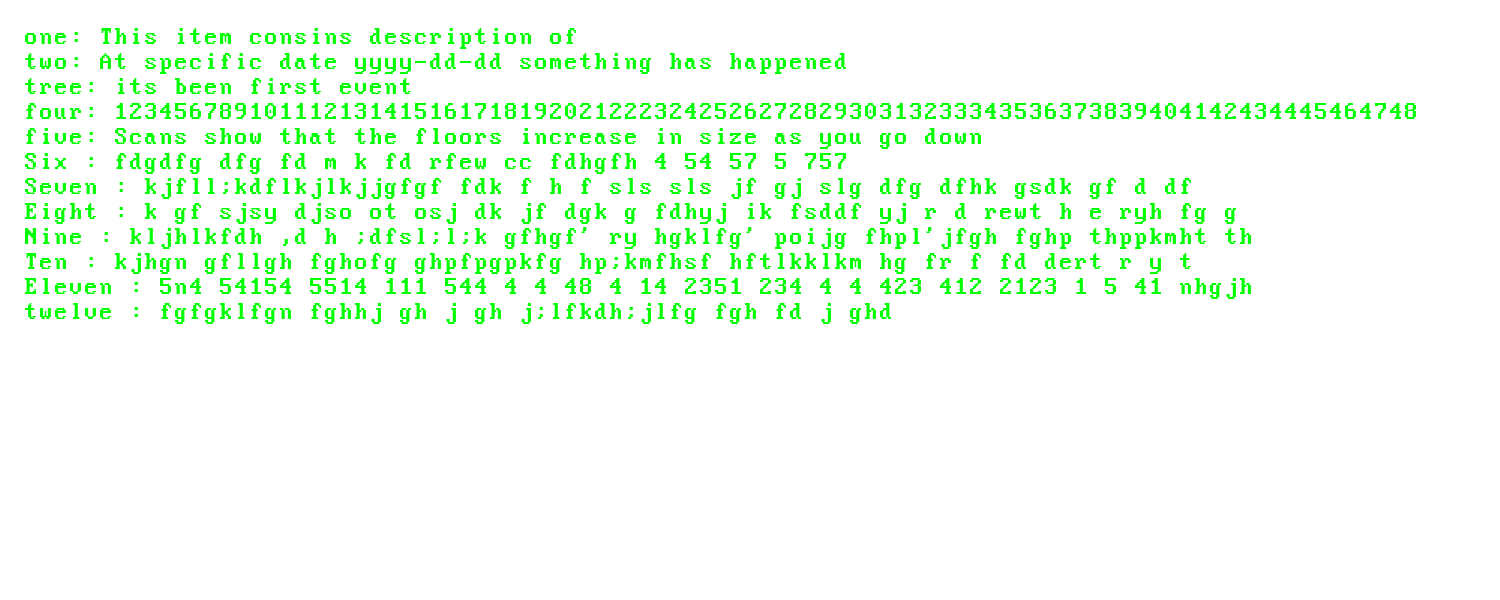 one: This item consins description of
two: At specific date yyyy-dd-dd something has happened
tree: its been first event
four: 123456789101112131415161718192021222324252627282930313233343536373839404142434445464748
five: Scans show that the floors increase in size as you go down
Six : fdgdfg dfg fd m k fd rfew cc fdhgfh 4 54 57 5 757
Seven : kjfll;kdflkjlkjjgfgf fdk f h f sls sls jf gj slg dfg dfhk gsdk gf d df
Eight : k gf sjsy djso ot osj dk jf dgk g fdhyj ik fsddf yj r d rewt h e ryh fg g
Nine : kljhlkfdh ,d h ;dfsl;l;k gfhgf' ry hgklfg' poijg fhpl'jfgh fghp thppkmht th
Ten : kjhgn gfllgh fghofg ghpfpgpkfg hp;kmfhsf hftlkklkm hg fr f fd dert r y t
Eleven : 5n4 54154 5514 111 544 4 4 48 4 14 2351 234 4 4 423 412 2123 1 5 41 nhgjh
twelve : fgfgklfgn fghhj gh j gh j;lfkdh;jlfg fgh fd j ghd